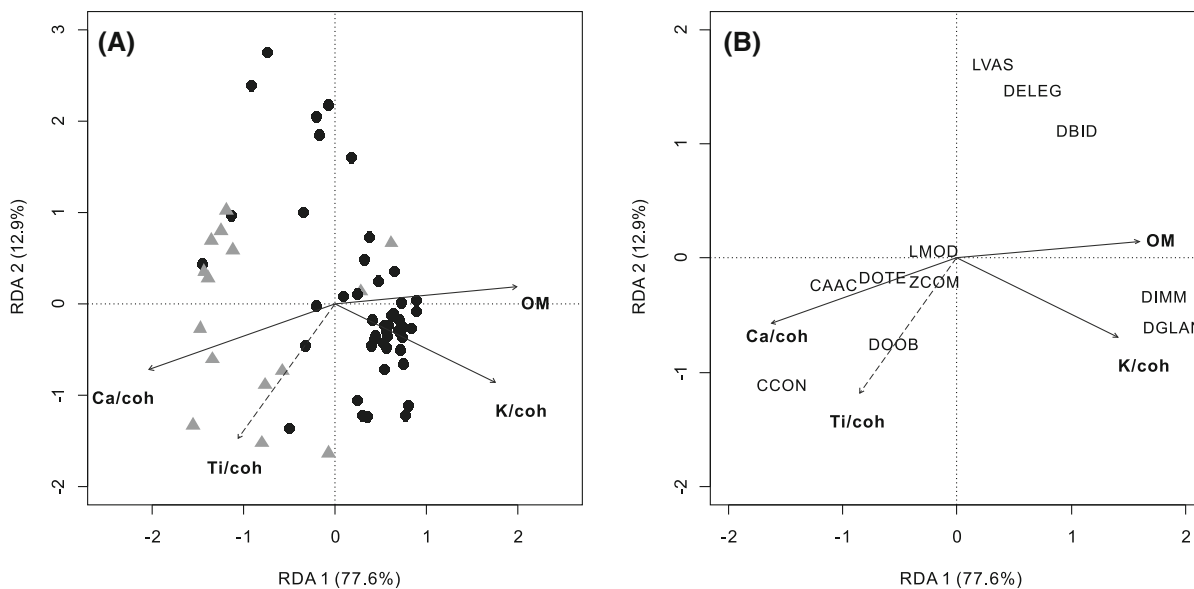 (A)
3
2
1
0
-1
-2
RDA 2 (12.9%)
OM
Ca/coh
K/coh
Ti/coh
-2 -1 0 1 2
RDA 1 (77.6%)
(B)
2
1
0
-1
-2
RDA 2 (12.9%)
LVAS
DELEG
DBID
OM
LMOD
DOTE
ZCOM
CAAC
DIMM
DGLAN
Ca/coh
DOOB
K/coh
CCON
Ti/coh
-2 -1 0 1 2
RDA 1 (77.6%)